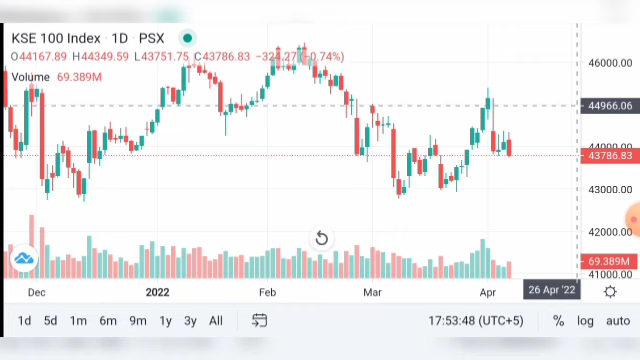 KSE 100 Index · 1D · PSX
O44167.89 H44349.59 L43751.75 C43786.83 −324.27 (−0.74%)
Volume 69.389M
46000.00
44966.06
44000.00
43786.83
43000.00
42000.00
69.389M
41000.00
Dec 2022 Feb Mar Apr 26 Apr '22
1d 5d 1m 6m 9m 1y 3y All 17:53:48 (UTC+5) % log auto